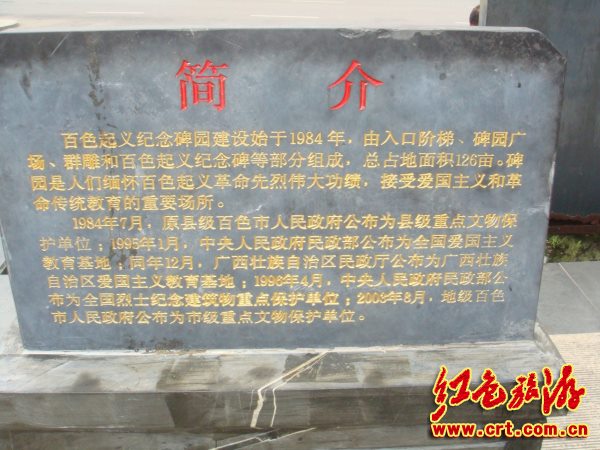 简 介
百色起义纪念碑园建设始于1984年，由入口阶梯、碑园广
场、群雕和百色起义纪念碑等部分组成，总占地面积126亩。碑
园是人们缅怀百色起义革命先烈伟大功绩，接受爱国主义和革
命传统教育的重要场所。
1984年7月，原县级百色市人民政府公布为县级重点文物保
护单位；1995年1月，中央人民政府民政部公布为全国爱国主义
教育基地；同年12月，广西壮族自治区民政厅公布为广西壮族
自治区爱国主义教育基地；1996年4月，中央人民政府民政部公
布为全国烈士纪念建筑物重点保护单位；2003年8月，地级百色
市人民政府公布为市级重点文物保护单位。
红色旅游
www.crt.com.cn